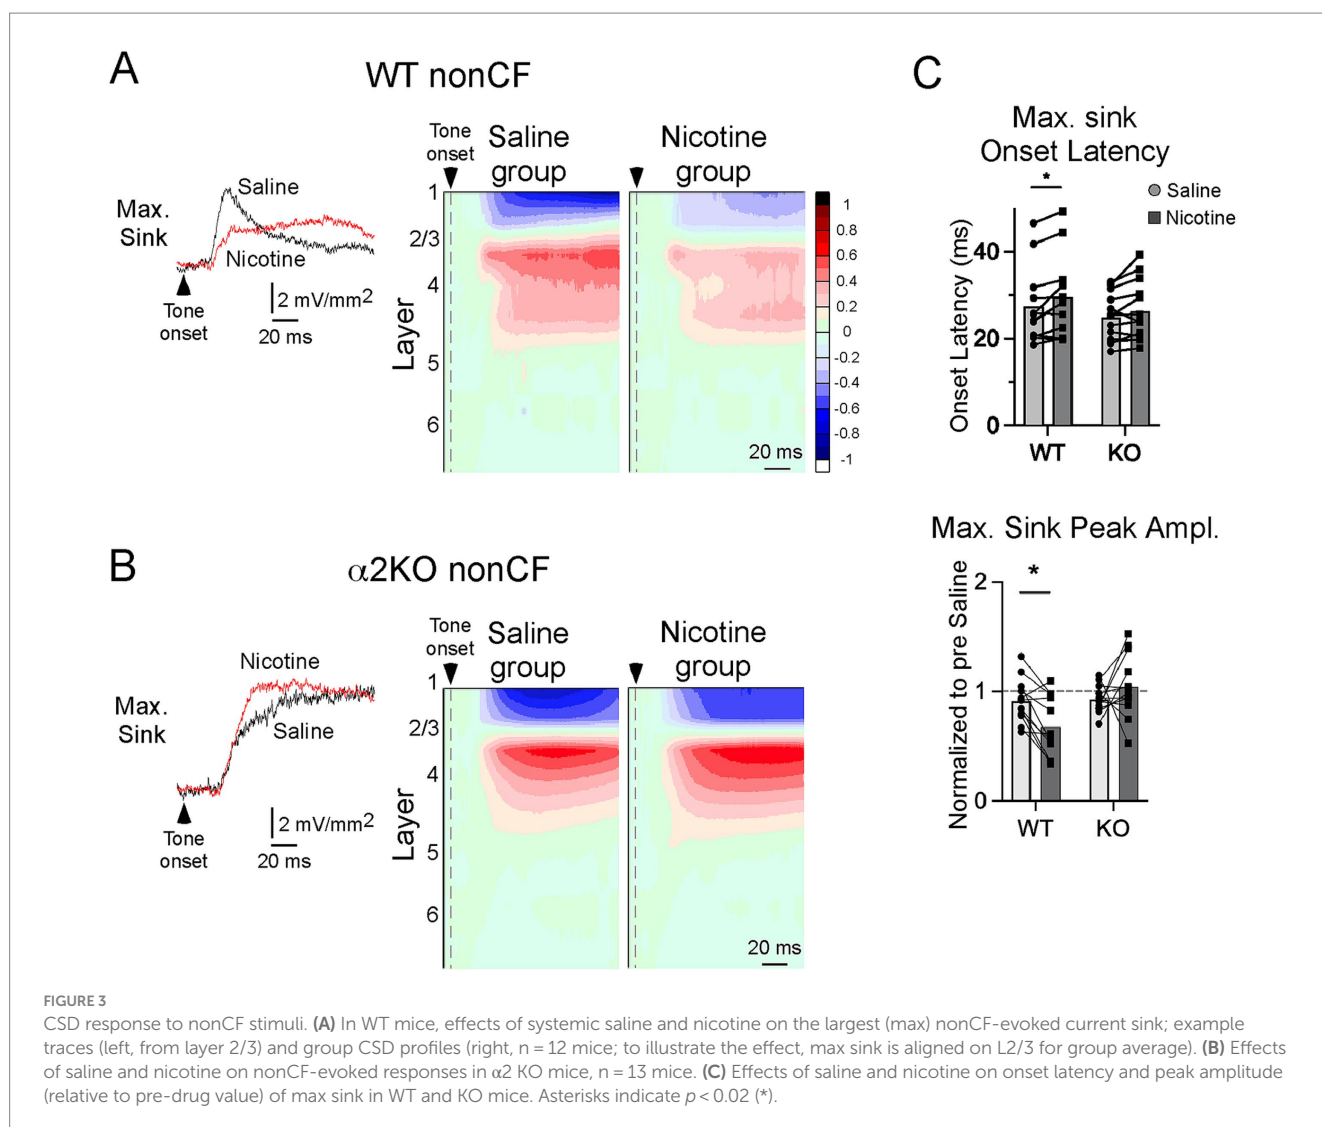 A
WT nonCF
Tone
onset
Saline
group
Nicotine
group
Max.
Sink
Saline
Nicotine
Tone
onset
2 mV/mm2
20 ms
Layer
1
2/3
4
5
6
20 ms
1
0.8
0.6
0.4
0.2
0
-0.2
-0.4
-0.6
-0.8
-1
B
α2KO nonCF
Tone
onset
Saline
group
Nicotine
group
Max.
Sink
Nicotine
Saline
Tone
onset
2 mV/mm2
20 ms
Layer
1
2/3
4
5
6
20 ms
C
Max. sink
Onset Latency
*
Saline
Nicotine
Onset Latency (ms)
40
20
0
WT KO
Max. Sink Peak Ampl.
*
Normalized to pre Saline
2
1
0
WT KO
FIGURE 3
CSD response to nonCF stimuli. (A) In WT mice, effects of systemic saline and nicotine on the largest (max) nonCF-evoked current sink; example
traces (left, from layer 2/3) and group CSD profiles (right, n = 12 mice; to illustrate the effect, max sink is aligned on L2/3 for group average). (B) Effects
of saline and nicotine on nonCF-evoked responses in α2 KO mice, n = 13 mice. (C) Effects of saline and nicotine on onset latency and peak amplitude
(relative to pre-drug value) of max sink in WT and KO mice. Asterisks indicate p < 0.02 (*).